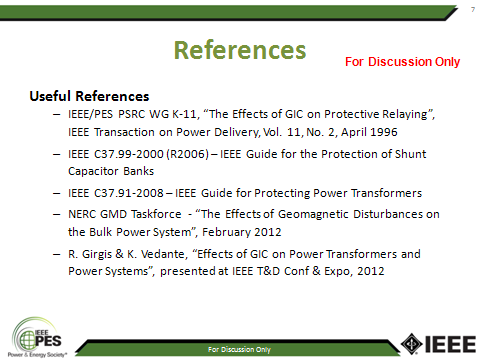 7
References
For Discussion Only
Useful References
– IEEE/PES PSRC WG K-11, “The Effects of GIC on Protective Relaying”,
IEEE Transaction on Power Delivery, Vol. 11, No. 2, April 1996
– IEEE C37.99-2000 (R2006) – IEEE Guide for the Protection of Shunt
Capacitor Banks
– IEEE C37.91-2008 – IEEE Guide for Protecting Power Transformers
– NERC GMD Taskforce - “The Effects of Geomagnetic Disturbances on
the Bulk Power System”, February 2012
– R. Girgis & K. Vedante, “Effects of GIC on Power Transformers and
Power Systems”, presented at IEEE T&D Conf & Expo, 2012
IEEE
PES
Power & Energy Society®
For Discussion Only
IEEE